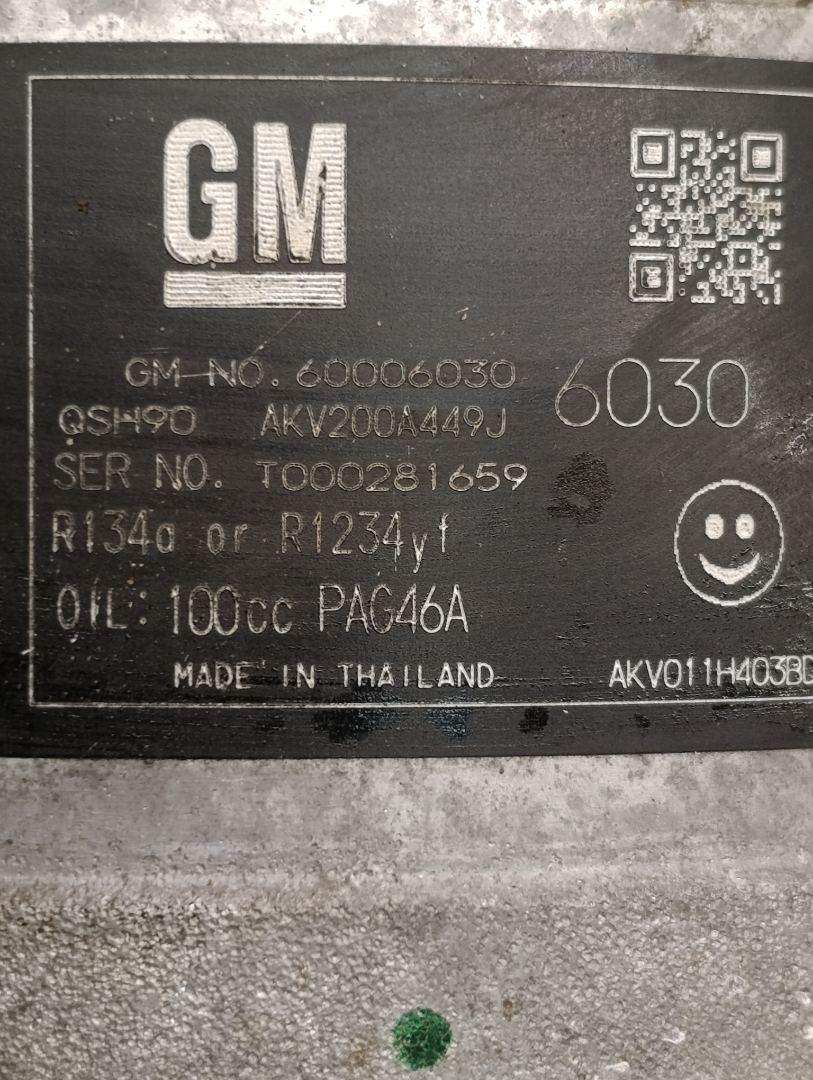 GM
GM-NO. 60006030 6030
QSH90 AKV200A449J
SER NO. T000281659
R134a or R1234yf
OIL: 100cc PAG46A
MADE IN THAILAND AKV011H403BD